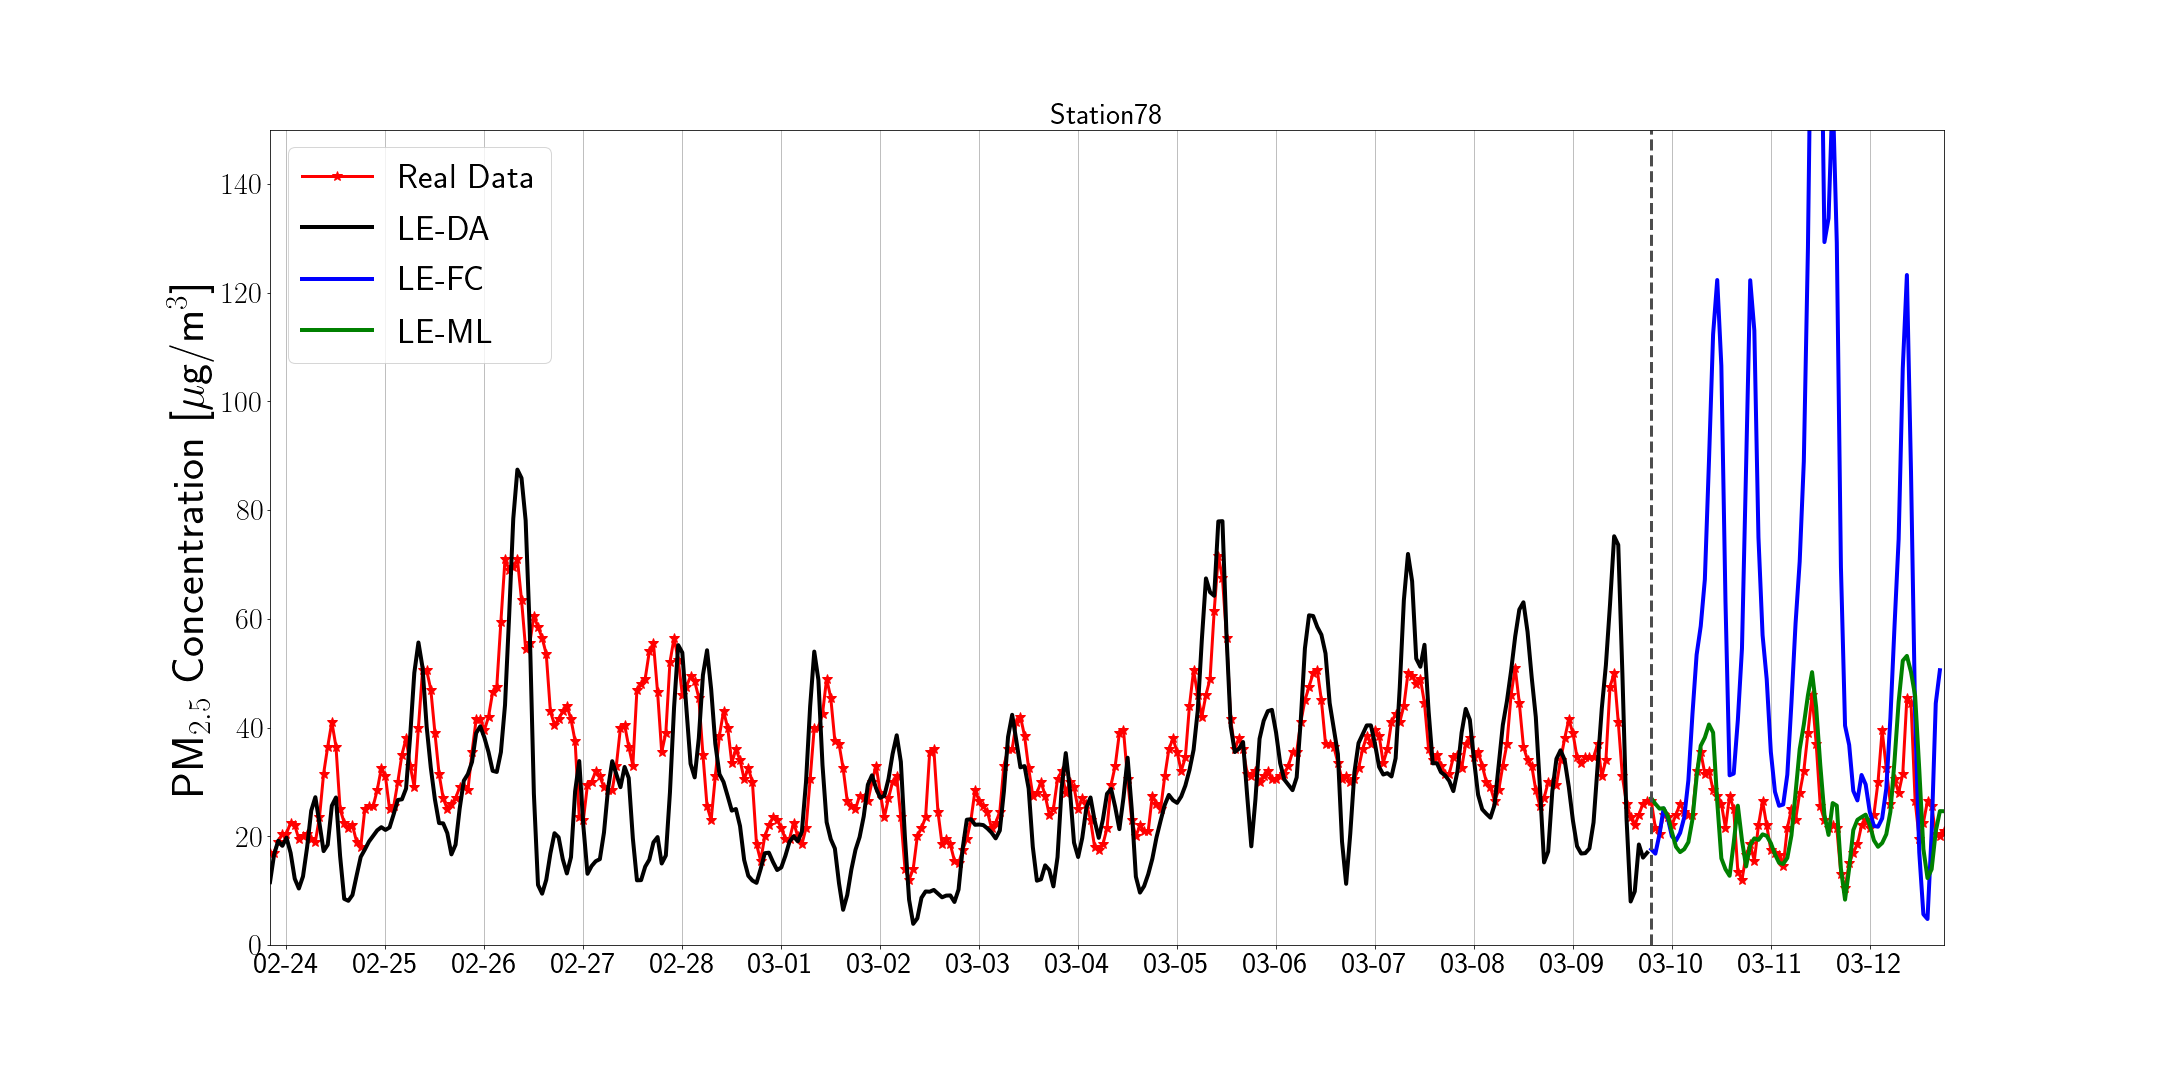 Station78
PM2.5 Concentration [μg/m³]
140
120
100
80
60
40
20
0
Real Data
LE-DA
LE-FC
LE-ML
02-24 02-25 02-26 02-27 02-28 03-01 03-02 03-03 03-04 03-05 03-06 03-07 03-08 03-09 03-10 03-11 03-12